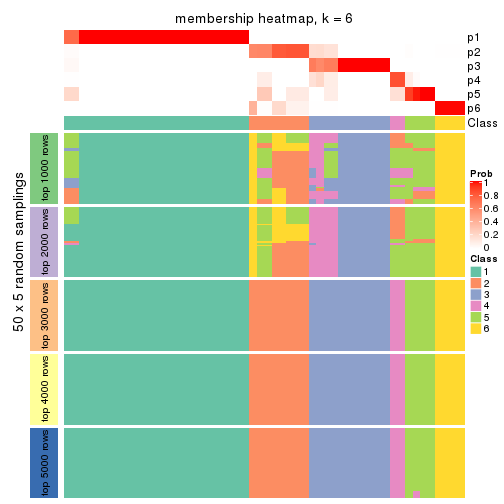 membership heatmap, k = 6
p1
p2
p3
p4
p5
p6
Class
50 x 5 random samplings
top 1000 rows
top 2000 rows
top 3000 rows
top 4000 rows
top 5000 rows
Prob
1
0.8
0.6
0.4
0.2
0
Class
1
2
3
4
5
6